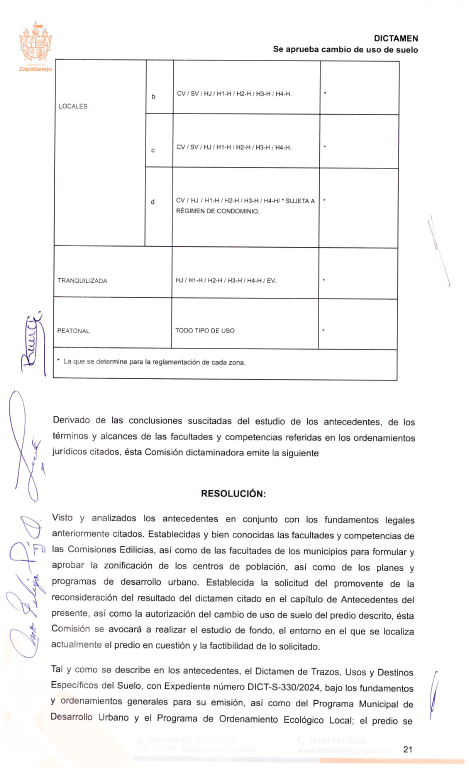 Zapotlanejo
DICTAMEN
Se aprueba cambio de uso de suelo
LOCALES
b
CV / SV / HJ / H1-H / H2-H / H3-H / H4-H.
*
c
CV / SV / HJ / H1-H / H2-H / H3-H / H4-H.
*
d
CV / HJ / H1-H / H2-H / H3-H / H4-H/ * SUJETA A
RÉGIMEN DE CONDOMINIO.
*
TRANQUILIZADA
HJ / H1-H / H2-H / H3-H / H4-H / EV.
*
PEATONAL
TODO TIPO DE USO
*
* La que se determine para la reglamentación de cada zona.
Derivado de las conclusiones suscitadas del estudio de los antecedentes, de los
términos y alcances de las facultades y competencias referidas en los ordenamientos
jurídicos citados, ésta Comisión dictaminadora emite la siguiente
RESOLUCIÓN:
Visto y analizados los antecedentes en conjunto con los fundamentos legales
anteriormente citados. Establecidas y bien conocidas las facultades y competencias de
las Comisiones Edilicias, así como de las facultades de los municipios para formular y
aprobar la zonificación de los centros de población, así como de los planes y
programas de desarrollo urbano. Establecida la solicitud del promovente de la
reconsideración del resultado del dictamen citado en el capítulo de Antecedentes del
presente, así como la autorización del cambio de uso de suelo del predio descrito, ésta
Comisión se avocará a realizar el estudio de fondo, el entorno en el que se localiza
actualmente el predio en cuestión y la factibilidad de lo solicitado.
Tal y como se describe en los antecedentes, el Dictamen de Trazos, Usos y Destinos
Específicos del Suelo, con Expediente número DICT-S-330/2024, bajo los fundamentos
y ordenamientos generales para su emisión, así como del Programa Municipal de
Desarrollo Urbano y el Programa de Ordenamiento Ecológico Local; el predio se
21